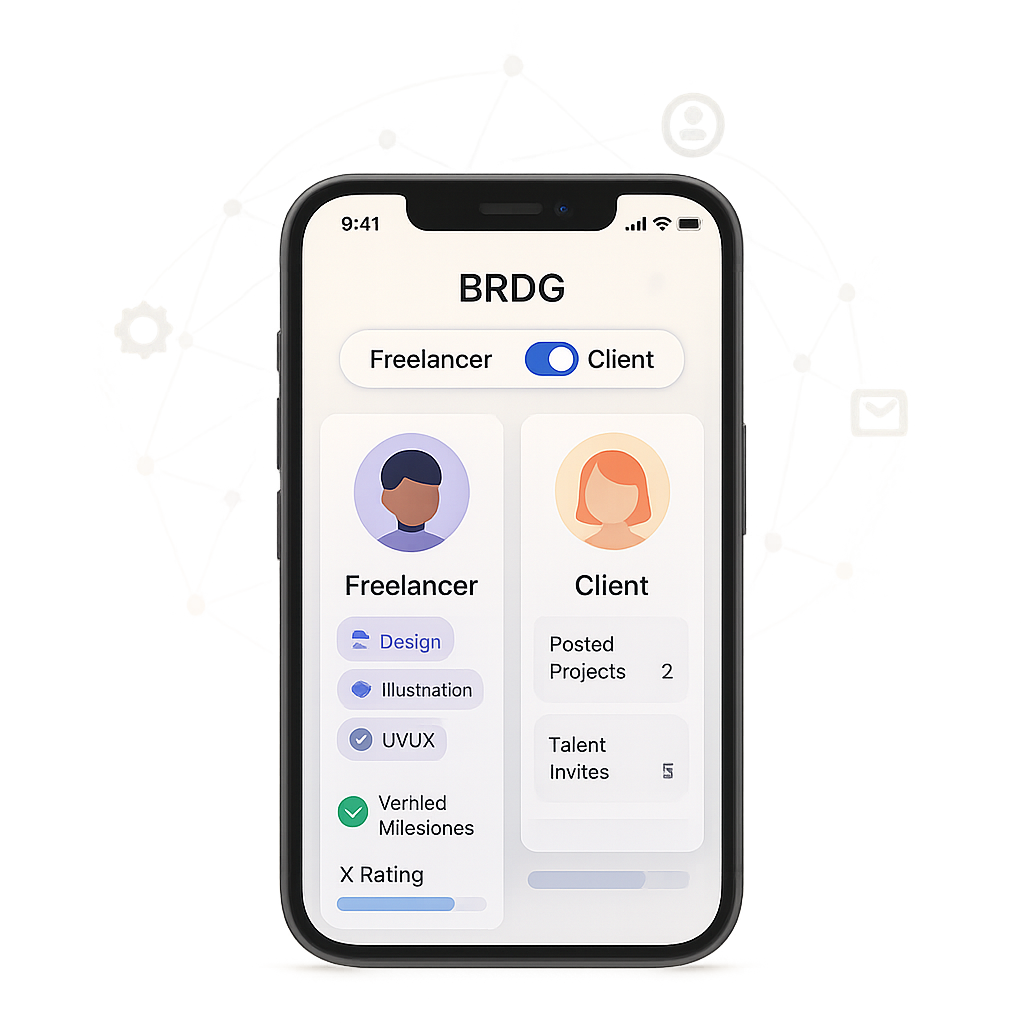 9:41
BRDG
Freelancer Client
Freelancer
Design
Illustnation
UVUX
Verhled
Milesiones
X Rating
Client
Posted
Projects 2
Talent
Invites 5